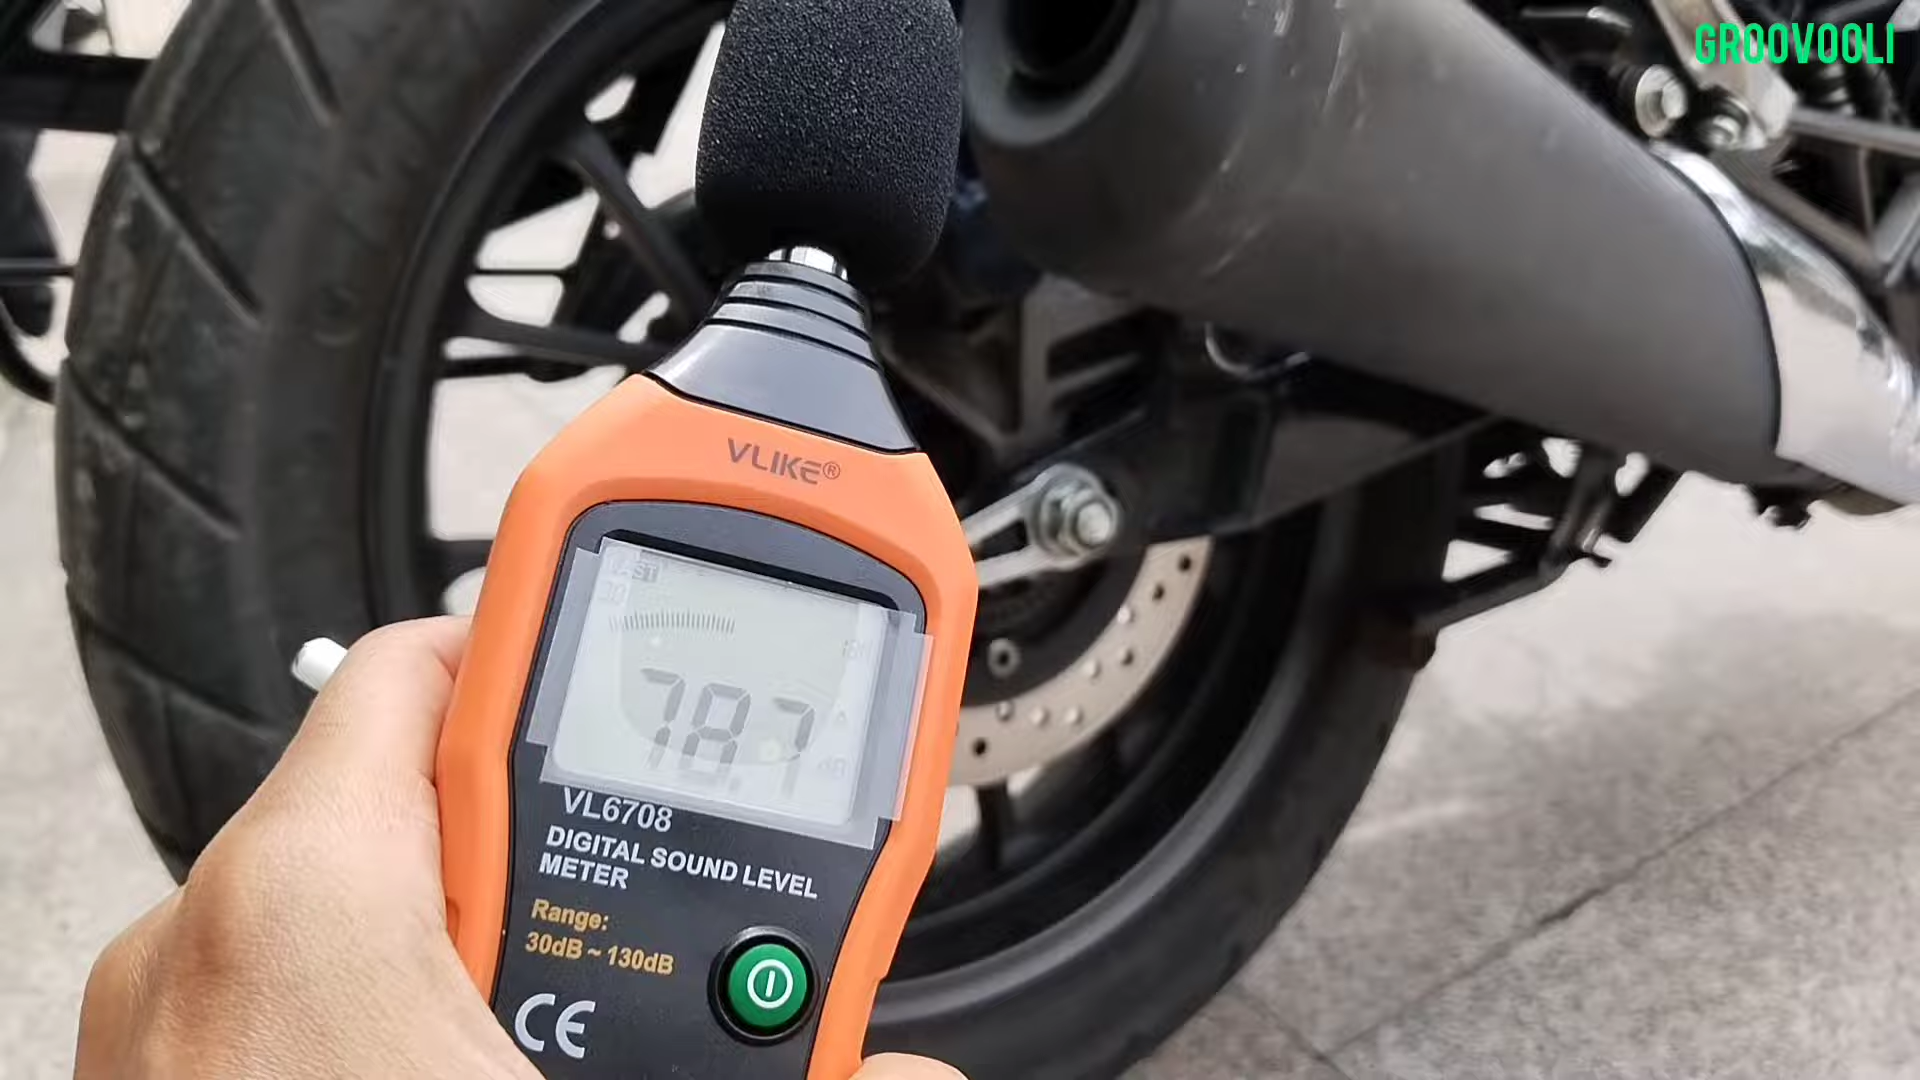 GROOVOOLI
VLIKE®
78.7
VL6708
DIGITAL SOUND LEVEL
METER
Range:
30dB ~ 130dB
CE